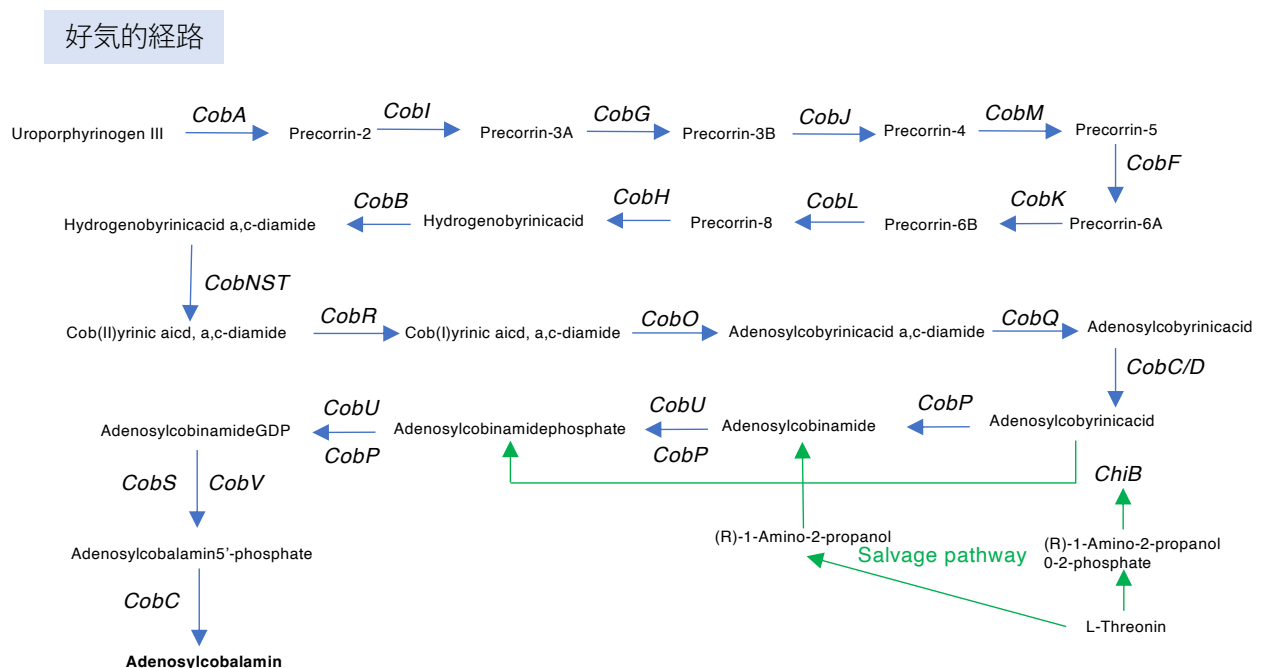 好気的経路
CobA
CobI
CobG
CobJ
CobM
Uroporphyrinogen III
Precorrin-2
Precorrin-3A
Precorrin-3B
Precorrin-4
Precorrin-5
CobF
CobB
CobH
CobL
CobK
Hydrogenobyrinicacid a,c-diamide
Hydrogenobyrinicacid
Precorrin-8
Precorrin-6B
Precorrin-6A
CobNST
CobR
CobO
CobQ
Cob(II)yrinic aicd, a,c-diamide
Cob(I)yrinic aicd, a,c-diamide
Adenosylcobyrinicacid a,c-diamide
Adenosylcobyrinicacid
CobC/D
CobU
CobU
CobP
AdenosylcobinamideGDP
Adenosylcobinamidephosphate
Adenosylcobinamide
Adenosylcobyrinicacid
CobP
CobP
CobS
CobV
ChiB
(R)-1-Amino-2-propanol
Salvage pathway
(R)-1-Amino-2-propanol
0-2-phosphate
Adenosylcobalamin5'-phosphate
CobC
L-Threonin
Adenosylcobalamin